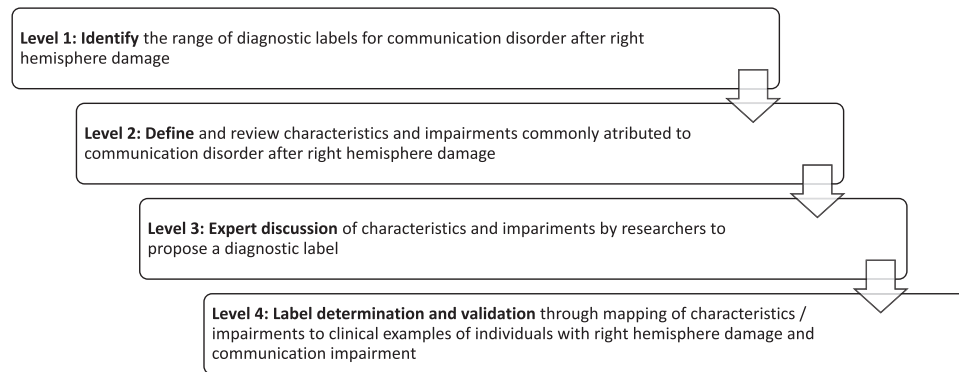 Level 1: Identify the range of diagnostic labels for communication disorder after right
hemisphere damage
Level 2: Define and review characteristics and impairments commonly atributed to
communication disorder after right hemisphere damage
Level 3: Expert discussion of characteristics and impariments by researchers to
propose a diagnostic label
Level 4: Label determination and validation through mapping of characteristics /
impairments to clinical examples of individuals with right hemisphere damage and
communication impairment